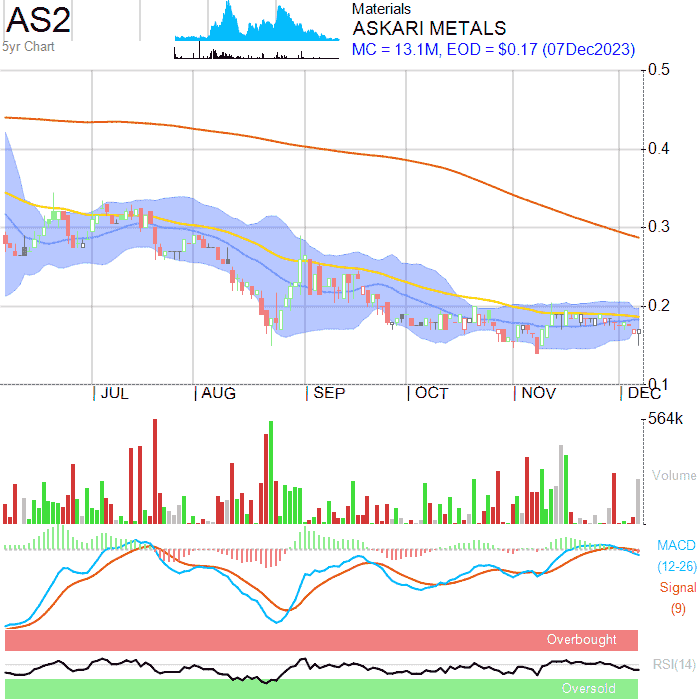 AS2
5yr Chart
Materials
ASKARI METALS
MC = 13.1M, EOD = $0.17 (07Dec2023)
0.5
0.4
0.3
0.2
0.1
JUL AUG SEP OCT NOV DEC
564k
Volume
MACD
(12-26)
Signal
(9)
Overbought
RSI(14)
Oversold